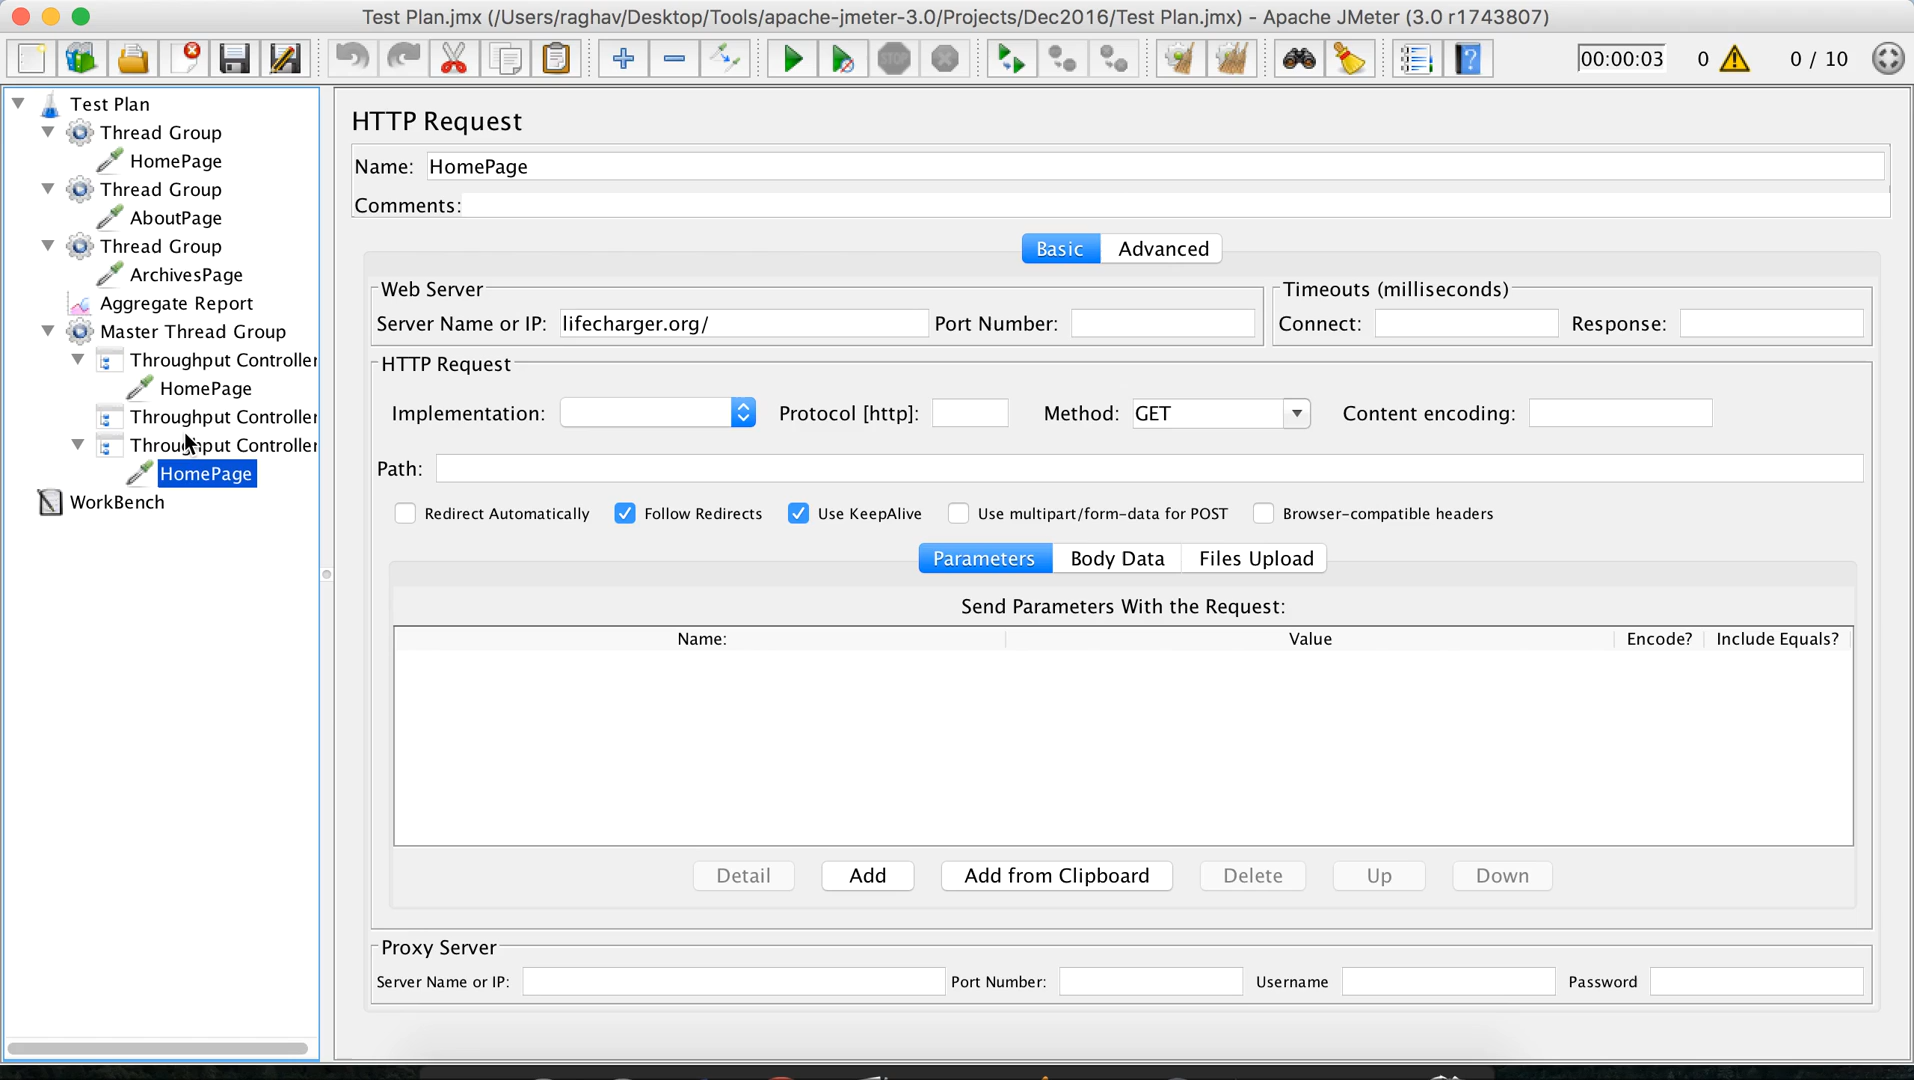 Test Plan.jmx (/Users/raghav/Desktop/Tools/apache-jmeter-3.0/Projects/Dec2016/Test Plan.jmx) - Apache JMeter (3.0 r1743807)
00:00:03 0 0 / 10
Test Plan
Thread Group
HomePage
Thread Group
AboutPage
Thread Group
ArchivesPage
Aggregate Report
Master Thread Group
Throughput Controller
HomePage
Throughput Controller
Throughput Controller
HomePage
WorkBench
HTTP Request
Name: HomePage
Comments:
Basic Advanced
Web Server
Server Name or IP: lifecharger.org/ Port Number:
Timeouts (milliseconds)
Connect: Response:
HTTP Request
Implementation: Protocol [http]: Method: GET Content encoding:
Path:
Redirect Automatically Follow Redirects Use KeepAlive Use multipart/form-data for POST Browser-compatible headers
Parameters Body Data Files Upload
Send Parameters With the Request:
Name: Value Encode? Include Equals?
Detail Add Add from Clipboard Delete Up Down
Proxy Server
Server Name or IP: Port Number: Username Password